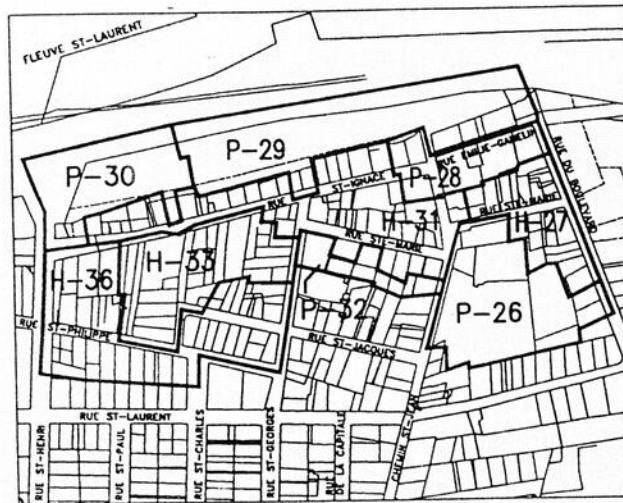 FLEUVE ST-LAURENT
P-29
P-30
RUE EMILIE-GAMELIN
P-28
RUE DU BOULEVARD
RUE ST-IGNACE
RUE STE-MARIE
H-31
H-27
RUE STE-MARIE
H-33
H-36
P-32
P-26
RUE ST-PHILIPPE
RUE ST-JACQUES
CHEMIN ST-JEAN
RUE ST-LAURENT
RUE ST-HENRI
RUE ST-PAUL
RUE ST-CHARLES
RUE ST-GEORGES
RUE
DE LA CAPITALE